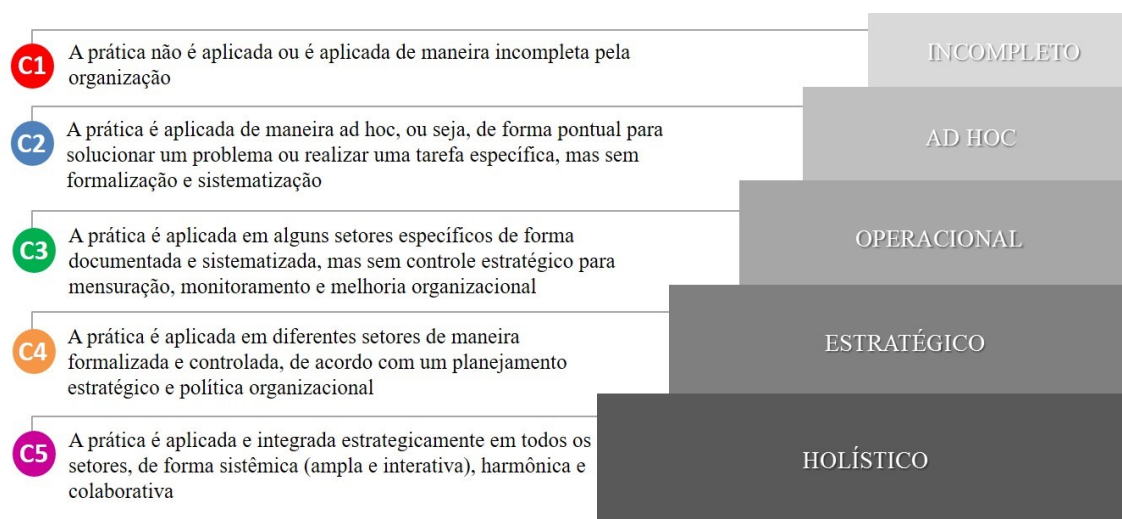 C1
A prática não é aplicada ou é aplicada de maneira incompleta pela
organização
INCOMPLETO
C2
A prática é aplicada de maneira ad hoc, ou seja, de forma pontual para
solucionar um problema ou realizar uma tarefa específica, mas sem
formalização e sistematização
AD HOC
C3
A prática é aplicada em alguns setores específicos de forma
documentada e sistematizada, mas sem controle estratégico para
mensuração, monitoramento e melhoria organizacional
OPERACIONAL
C4
A prática é aplicada em diferentes setores de maneira
formalizada e controlada, de acordo com um planejamento
estratégico e política organizacional
ESTRATÉGICO
C5
A prática é aplicada e integrada estrategicamente em todos os
setores, de forma sistêmica (ampla e interativa), harmônica e
colaborativa
HOLÍSTICO